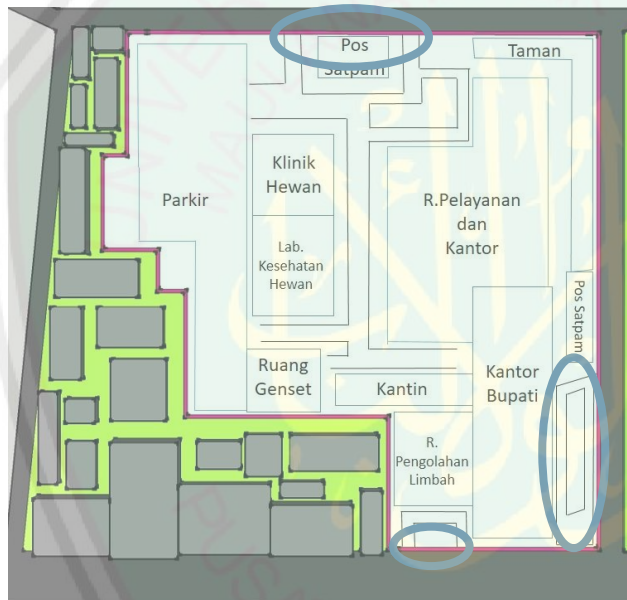 Pos
Satpam
Taman
Klinik
Hewan
Parkir
R.Pelayanan
dan
Kantor
Lab.
Kesehatan
Hewan
Pos Satpam
Ruang
Genset
Kantin
Kantor
Bupati
R.
Pengolahan
Limbah